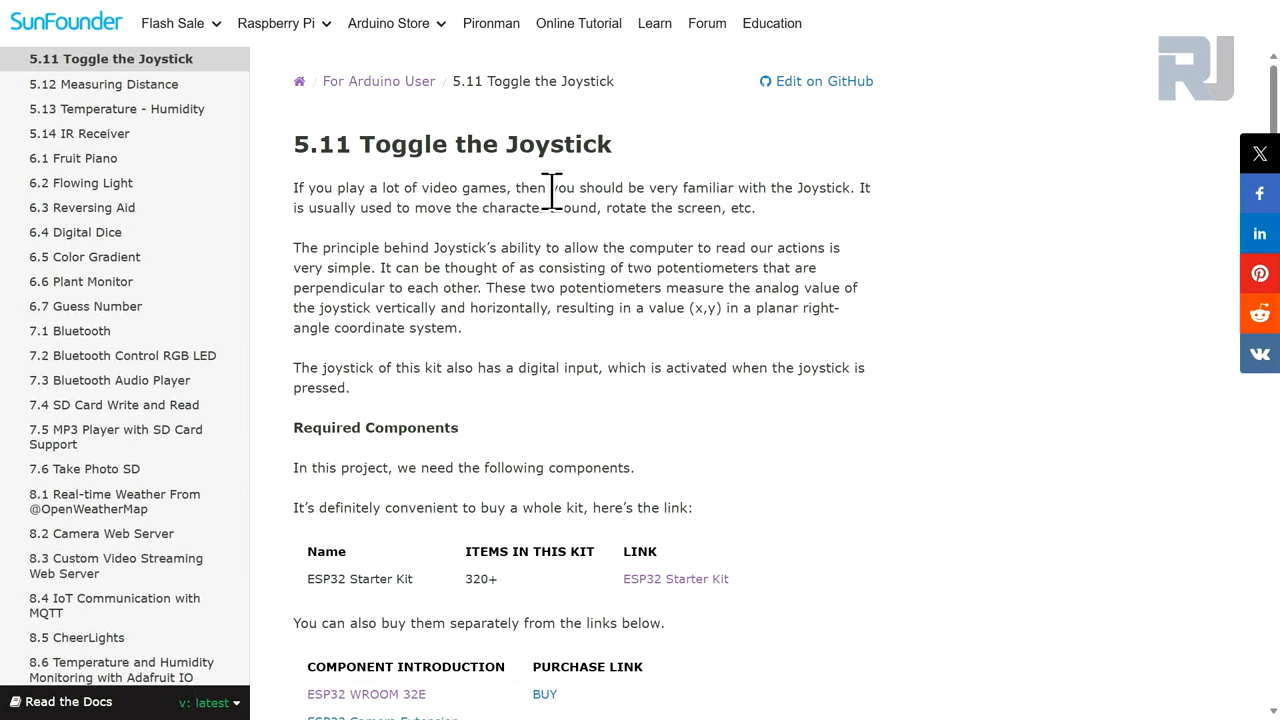 SUNFOUNDER Flash Sale Raspberry Pi Arduino Store Pironman Online Tutorial Learn Forum Education
5.11 Toggle the Joystick
5.12 Measuring Distance
5.13 Temperature - Humidity
5.14 IR Receiver
6.1 Fruit Piano
6.2 Flowing Light
6.3 Reversing Aid
6.4 Digital Dice
6.5 Color Gradient
6.6 Plant Monitor
6.7 Guess Number
7.1 Bluetooth
7.2 Bluetooth Control RGB LED
7.3 Bluetooth Audio Player
7.4 SD Card Write and Read
7.5 MP3 Player with SD Card
Support
7.6 Take Photo SD
8.1 Real-time Weather From
@OpenWeatherMap
8.2 Camera Web Server
8.3 Custom Video Streaming
Web Server
8.4 IoT Communication with
MQTT
8.5 CheerLights
8.6 Temperature and Humidity
Monitoring with Adafruit IO
Read the Docs v: latest
/ For Arduino User / 5.11 Toggle the Joystick Edit on GitHub
RJ
5.11 Toggle the Joystick
If you play a lot of video games, then you should be very familiar with the Joystick. It
is usually used to move the character around, rotate the screen, etc.
The principle behind Joystick’s ability to allow the computer to read our actions is
very simple. It can be thought of as consisting of two potentiometers that are
perpendicular to each other. These two potentiometers measure the analog value of
the joystick vertically and horizontally, resulting in a value (x,y) in a planar right-
angle coordinate system.
The joystick of this kit also has a digital input, which is activated when the joystick is
pressed.
Required Components
In this project, we need the following components.
It’s definitely convenient to buy a whole kit, here’s the link:
Name ITEMS IN THIS KIT LINK
ESP32 Starter Kit 320+ ESP32 Starter Kit
You can also buy them separately from the links below.
COMPONENT INTRODUCTION PURCHASE LINK
ESP32 WROOM 32E BUY
ESP32 Camera Extension